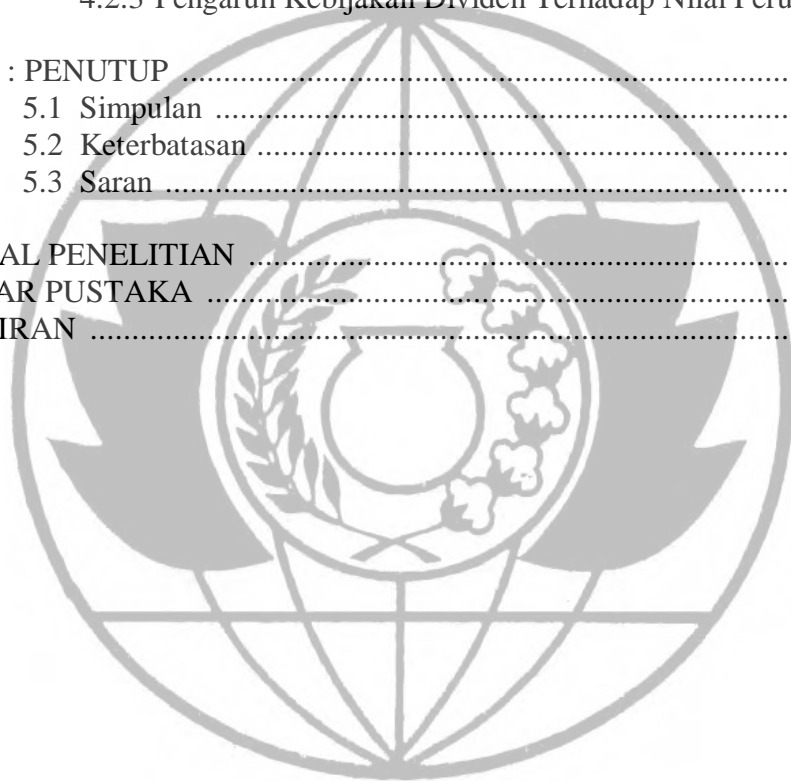 4.2.3 Pengaruh Kebijakan Dividen Terhadap Nilai Peru
: PENUTUP ........................................................................
5.1 Simpulan .....................................................................
5.2 Keterbatasan ................................................................
5.3 Saran ...........................................................................
AL PENELITIAN .................................................................
AR PUSTAKA ......................................................................
IRAN ....................................................................................